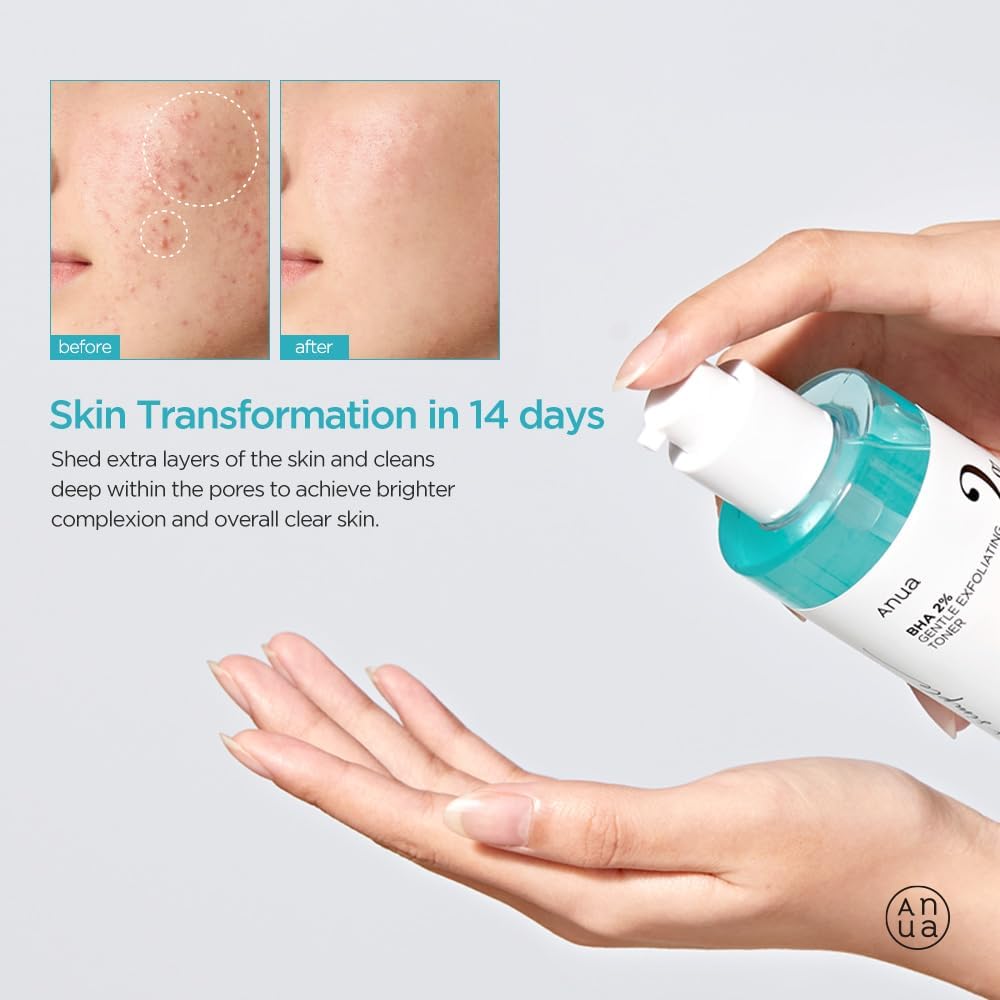 before
after
Skin Transformation in 14 days
Shed extra layers of the skin and cleans
deep within the pores to achieve brighter
complexion and overall clear skin.
Anua
BHA 2%
GENTLE EXFOLIATING
TONER
An
ua